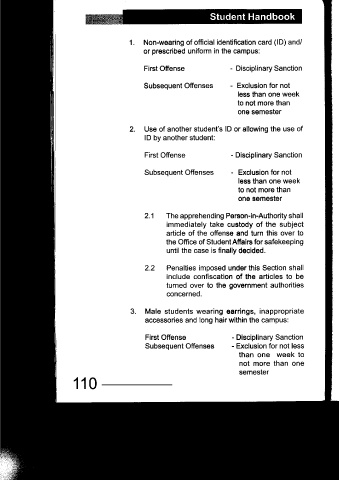 Student Handbook
1. Non-wearing of official identification card (ID) and/
or prescribed uniform in the campus:
First Offense - Disciplinary Sanction
Subsequent Offenses - Exclusion for not
less than one week
to not more than
one semester
2. Use of another student's ID or allowing the use of
ID by another student:
First Offense - Disciplinary Sanction
Subsequent Offenses - Exclusion for not
less than one week
to not more than
one semester
2.1 The apprehending Person-in-Authority shall
immediately take custody of the subject
article of the offense and turn this over to
the Office of Student Affairs for safekeeping
until the case is finally decided.
2.2 Penalties imposed under this Section shall
include confiscation of the articles to be
turned over to the government authorities
concerned.
3. Male students wearing earrings, inappropriate
accessories and long hair within the campus:
First Offense - Disciplinary Sanction
Subsequent Offenses - Exclusion for not less
than one week to
not more than one
semester
110